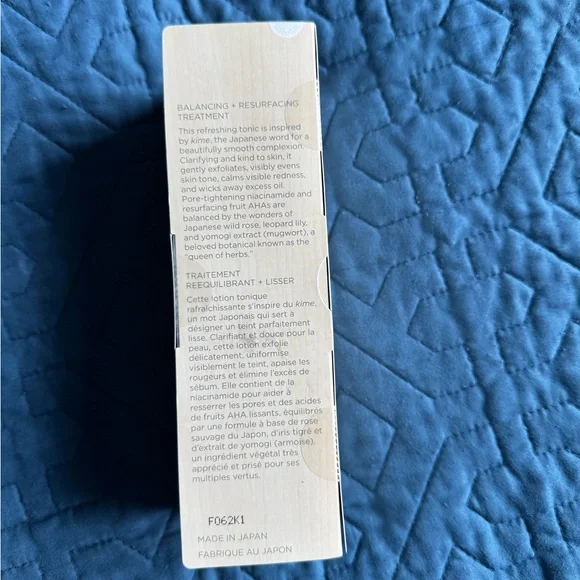 BALANCING + RESURFACING
TREATMENT
This refreshing tonic is inspired
by kime, the Japanese word for a
beautifully smooth complexion.
Clarifying and kind to skin, it
gently exfoliates, visibly evens
skin tone, calms visible redness,
and wicks away excess oil.
Pore-tightening niacinamide and
resurfacing fruit AHAs are
balanced by the wonders of
Japanese wild rose, leopard lily,
and yomogi extract (mugwort), a
beloved botanical known as the
"queen of herbs."
TRAITEMENT
REEQUILIBRANT + LISSER
Cette lotion tonique
rafraîchissante s'inspire du kime,
un mot Japonais qui sert à
désigner un teint parfaitement
lisse. Clarifiant et douce pour la
peau, cette lotion exfolie
délicatement, uniformise
visiblement le teint, apaise les
rougeurs et élimine l'excès de
sébum. Elle contient de la
niacinamide pour aider à
resserrer les pores et des acides
de fruits AHA lissants, équilibrés
par une formule à base de rose
sauvage du Japon, d'iris tigré et
d'extrait de yomogi (armoise),
un ingrédient végétal très
apprécié et prisé pour ses
multiples vertus.
F062K1
MADE IN JAPAN
FABRIQUE AU JAPON